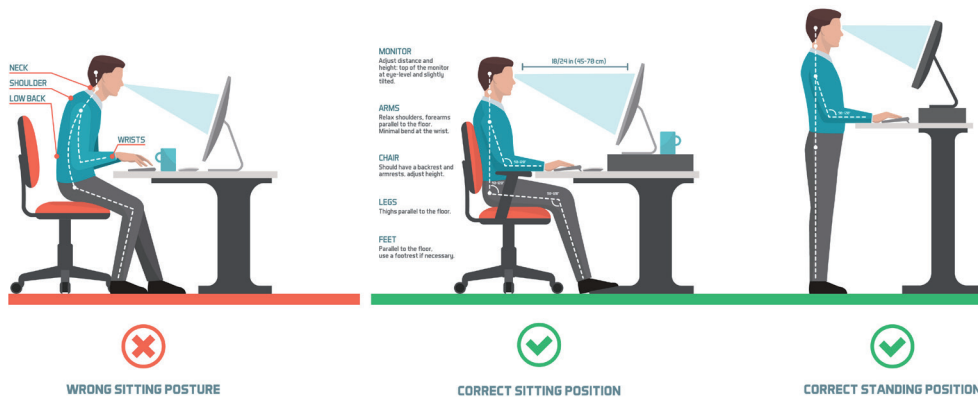 NECK
SHOULDER
LOW BACK
WRISTS
WRONG SITTING POSTURE
MONITOR
Adjust distance and
height: top of the monitor
at eye-level and slightly
tilted.
ARMS
Relax shoulders, forearms
parallel to the floor.
Minimal bend at the wrist.
CHAIR
Should have a backrest and
armrests, adjust height.
LEGS
Thighs parallel to the floor.
FEET
Parallel to the floor,
use a footrest if necessary.
18/24 in (45-70 cm)
CORRECT SITTING POSITION
CORRECT STANDING POSITION